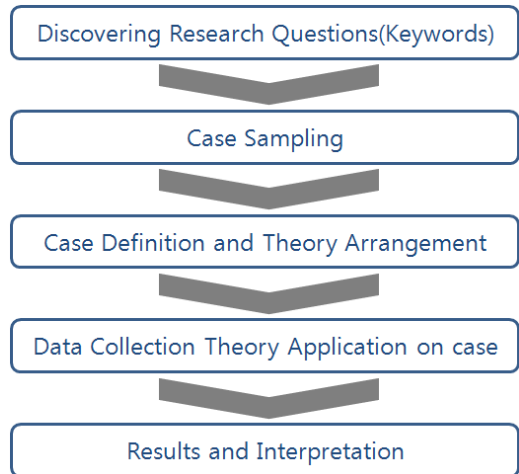 Discovering Research Questions(Keywords)
Case Sampling
Case Definition and Theory Arrangement
Data Collection Theory Application on case
Results and Interpretation